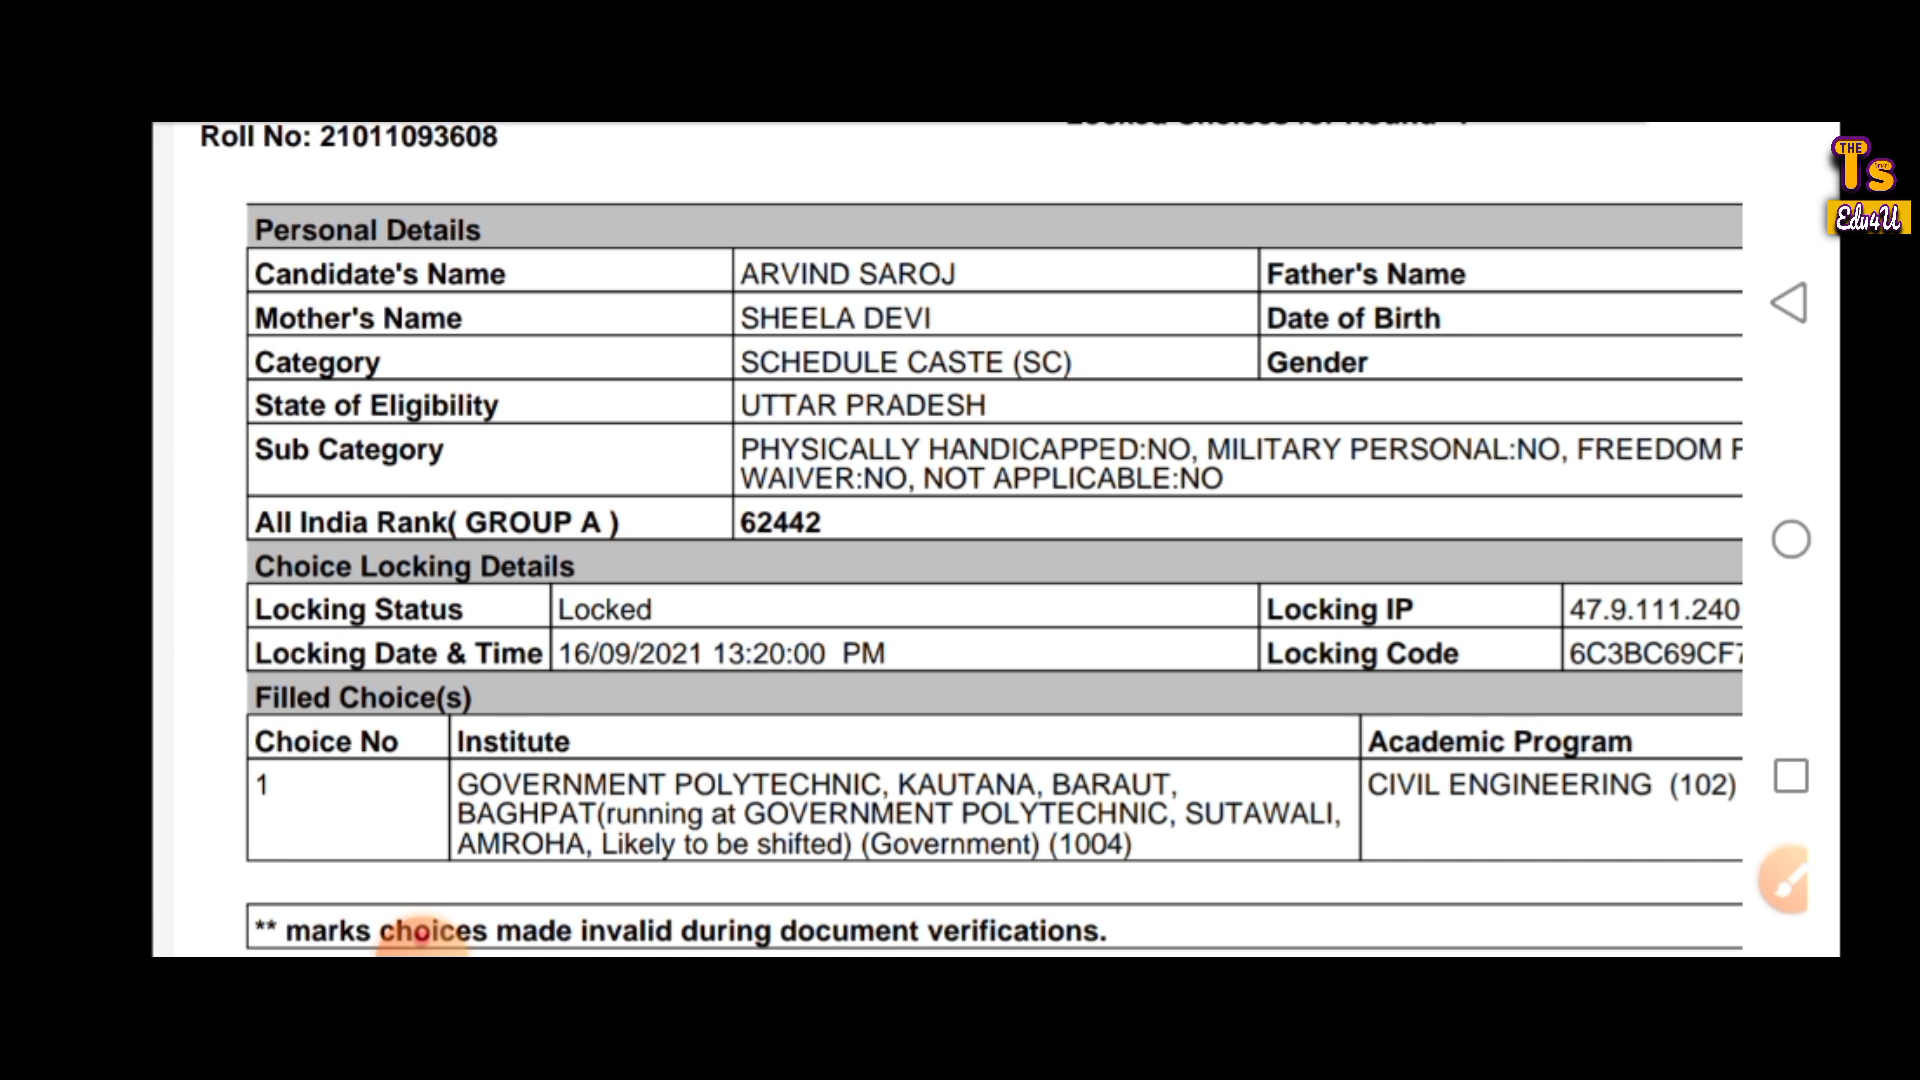 Roll No: 21011093608
THE
Ts
Edu4U
Personal Details
Candidate's Name ARVIND SAROJ Father's Name
Mother's Name SHEELA DEVI Date of Birth
Category SCHEDULE CASTE (SC) Gender
State of Eligibility UTTAR PRADESH
Sub Category PHYSICALLY HANDICAPPED:NO, MILITARY PERSONAL:NO, FREEDOM
WAIVER:NO, NOT APPLICABLE:NO
All India Rank( GROUP A ) 62442
Choice Locking Details
Locking Status Locked Locking IP 47.9.111.240
Locking Date & Time 16/09/2021 13:20:00 PM Locking Code 6C3BC69CF7
Filled Choice(s)
Choice No Institute Academic Program
1 GOVERNMENT POLYTECHNIC, KAUTANA, BARAUT, CIVIL ENGINEERING (102)
BAGHPAT(running at GOVERNMENT POLYTECHNIC, SUTAWALI,
AMROHA, Likely to be shifted) (Government) (1004)
** marks choices made invalid during document verifications.